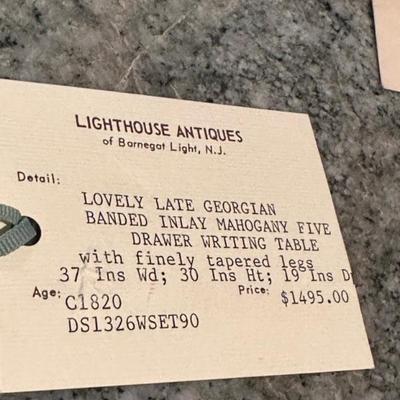 LIGHTHOUSE ANTIQUES
of Barnegat Light, N.J.
Detail:
LOVELY LATE GEORGIAN
BANDED INLAY MAHOGANY FIVE
DRAWER WRITING TABLE
with finely tapered legs
37 Ins Wd; 30 Ins Ht; 19 Ins D
Age: C1820 Price: $1495.00
DS1326WSET90